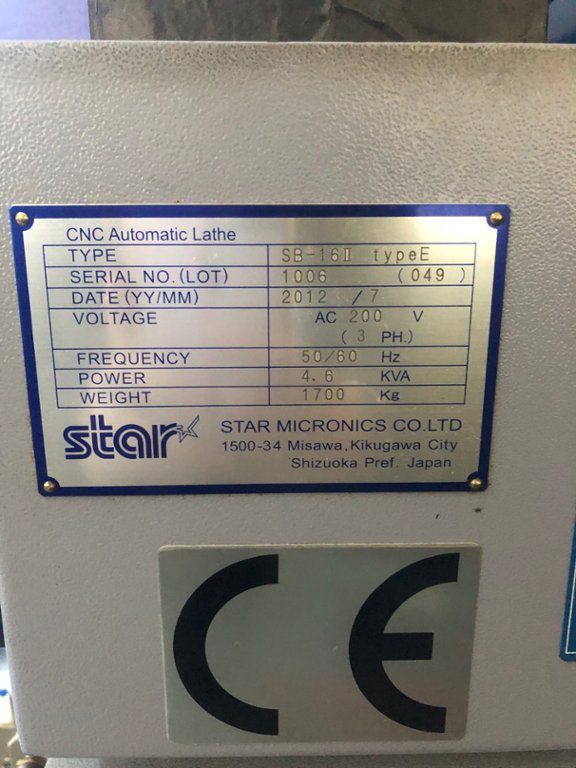 CNC Automatic Lathe
TYPE SB-16II typeE
SERIAL NO.(LOT) 1006 (049 )
DATE(YY/MM) 2012 / 7
VOLTAGE AC 200 V
( 3 PH.)
FREQUENCY 50/60 Hz
POWER 4.6 KVA
WEIGHT 1700 Kg
star STAR MICRONICS CO.LTD
1500-34 Misawa,Kikugawa City
Shizuoka Pref. Japan
CE